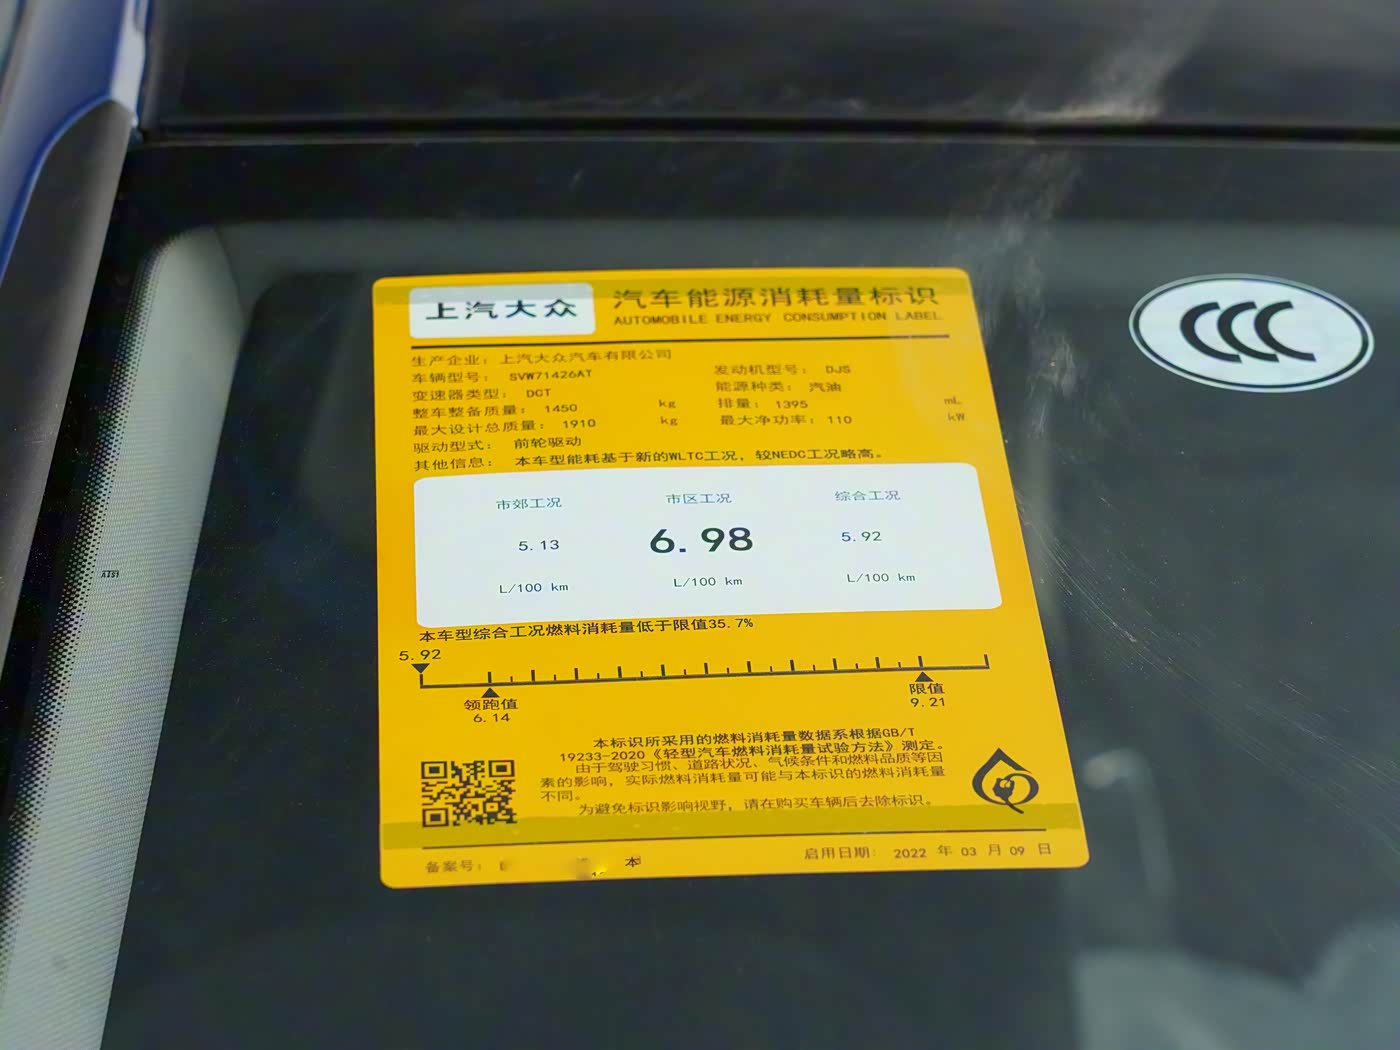 上汽大众
汽车能源消耗量标识
AUTOMOBILE ENERGY CONSUMPTION LABEL
生产企业：上汽大众汽车有限公司
车辆型号： SVW71426AT 发动机型号： DJS
变速器类型： DCT 能源种类： 汽油
整车整备质量： 1450 kg 排量： 1395 mL
最大设计总质量： 1910 kg 最大净功率： 110 kW
驱动型式： 前轮驱动
其他信息： 本车型能耗基于新的WLTC工况，较NEDC工况略高。
市郊工况 市区工况 综合工况
5.13 6.98 5.92
L/100 km L/100 km L/100 km
本车型综合工况燃料消耗量低于限值35.7%
5.92
领跑值 限值
6.14 9.21
本标识所采用的燃料消耗量数据系根据GB/T
19233-2020《轻型汽车燃料消耗量试验方法》测定。
由于驾驶习惯、道路状况、气候条件和燃料品质等因
素的影响，实际燃料消耗量可能与本标识的燃料消耗量
不同。
为避免标识影响视野，请在购买车辆后去除标识。
备案号： 本 启用日期： 2022 年 03 月 09 日
CCC